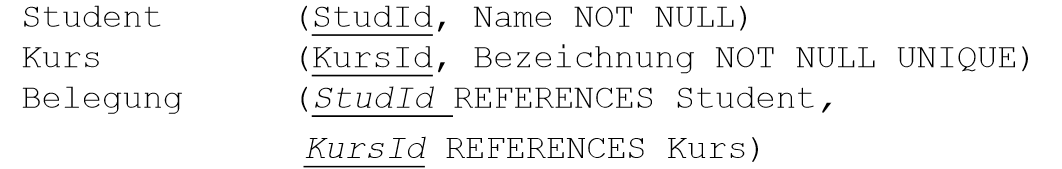 Student (StudId, Name NOT NULL)
Kurs (KursId, Bezeichnung NOT NULL UNIQUE)
Belegung (StudId REFERENCES Student,
KursId REFERENCES Kurs)